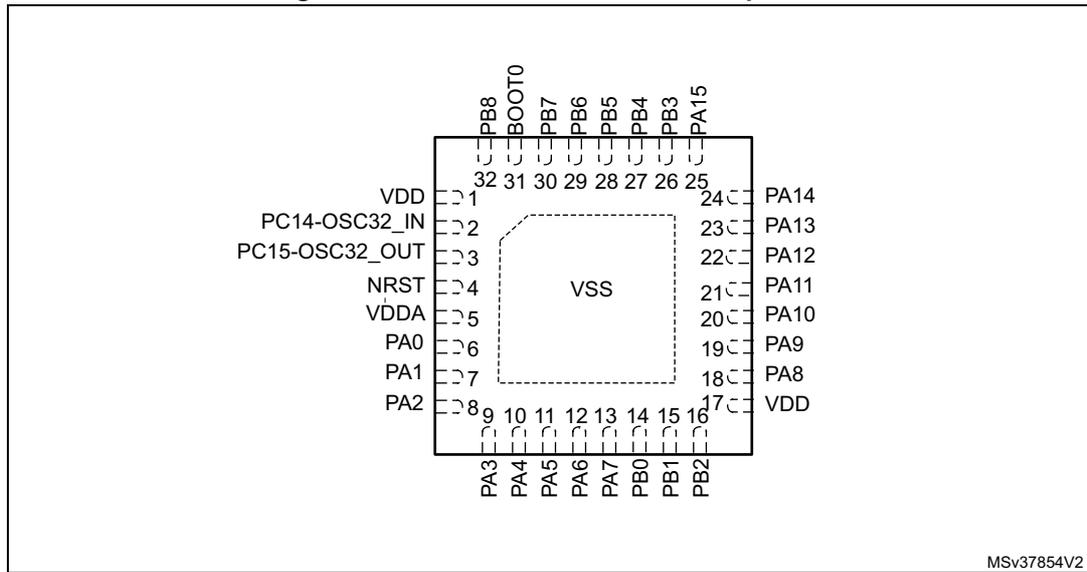 PB8
BOOT0
PB7
PB6
PB5
PB4
PB3
PA15
32 31 30 29 28 27 26 25
VDD 1
PC14-OSC32_IN 2
PC15-OSC32_OUT 3
NRST 4
VDDA 5
PA0 6
PA1 7
PA2 8
VSS
24 PA14
23 PA13
22 PA12
21 PA11
20 PA10
19 PA9
18 PA8
17 VDD
9 10 11 12 13 14 15 16
PA3
PA4
PA5
PA6
PA7
PB0
PB1
PB2
MSv37854V2